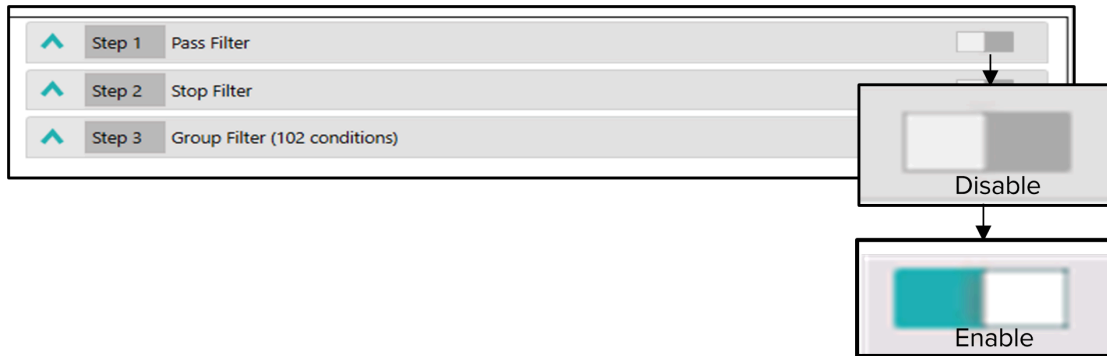 Step 1 Pass Filter
Step 2 Stop Filter
Step 3 Group Filter (102 conditions)
Disable
Enable